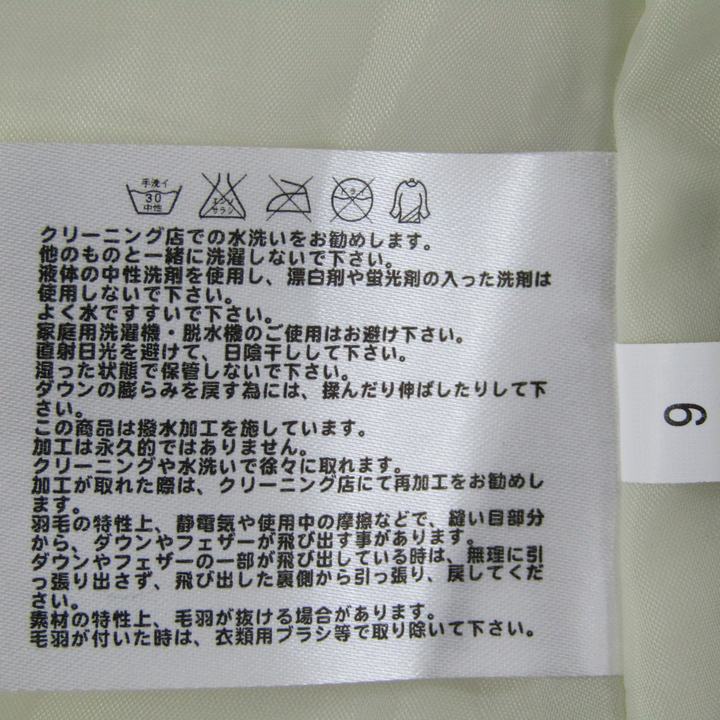 手洗イ
30
中性
エンソ
サラシ
ドライ
クリーニング店での水洗いをお勧めします。
他のものと一緒に洗濯しないで下さい。
液体の中性洗剤を使用し、漂白剤や蛍光剤の入った洗剤は
使用しないで下さい。
よく水ですすいで下さい。
家庭用洗濯機・脱水機のご使用はお避け下さい。
直射日光を避けて、日陰干しして下さい。
湿った状態で保管しないで下さい。
ダウンの膨らみを戻す為には、揉んだり伸ばしたりして下
さい。
この商品は撥水加工を施しています。
加工は永久的ではありません。
クリーニングや水洗いで徐々に取れます。
加工が取れた際は、クリーニング店にて再加工をお勧めし
ます。
羽毛の特性上、静電気や使用中の摩擦などで、縫い目部分
から、ダウンやフェザーが飛び出す事があります。
ダウンやフェザーの一部が飛び出している時は、無理に引
っ張り出さず、飛び出した裏側から引っ張り、戻してくだ
さい。
素材の特性上、毛羽が抜ける場合があります。
毛羽が付いた時は、衣類用ブラシ等で取り除いて下さい。
9